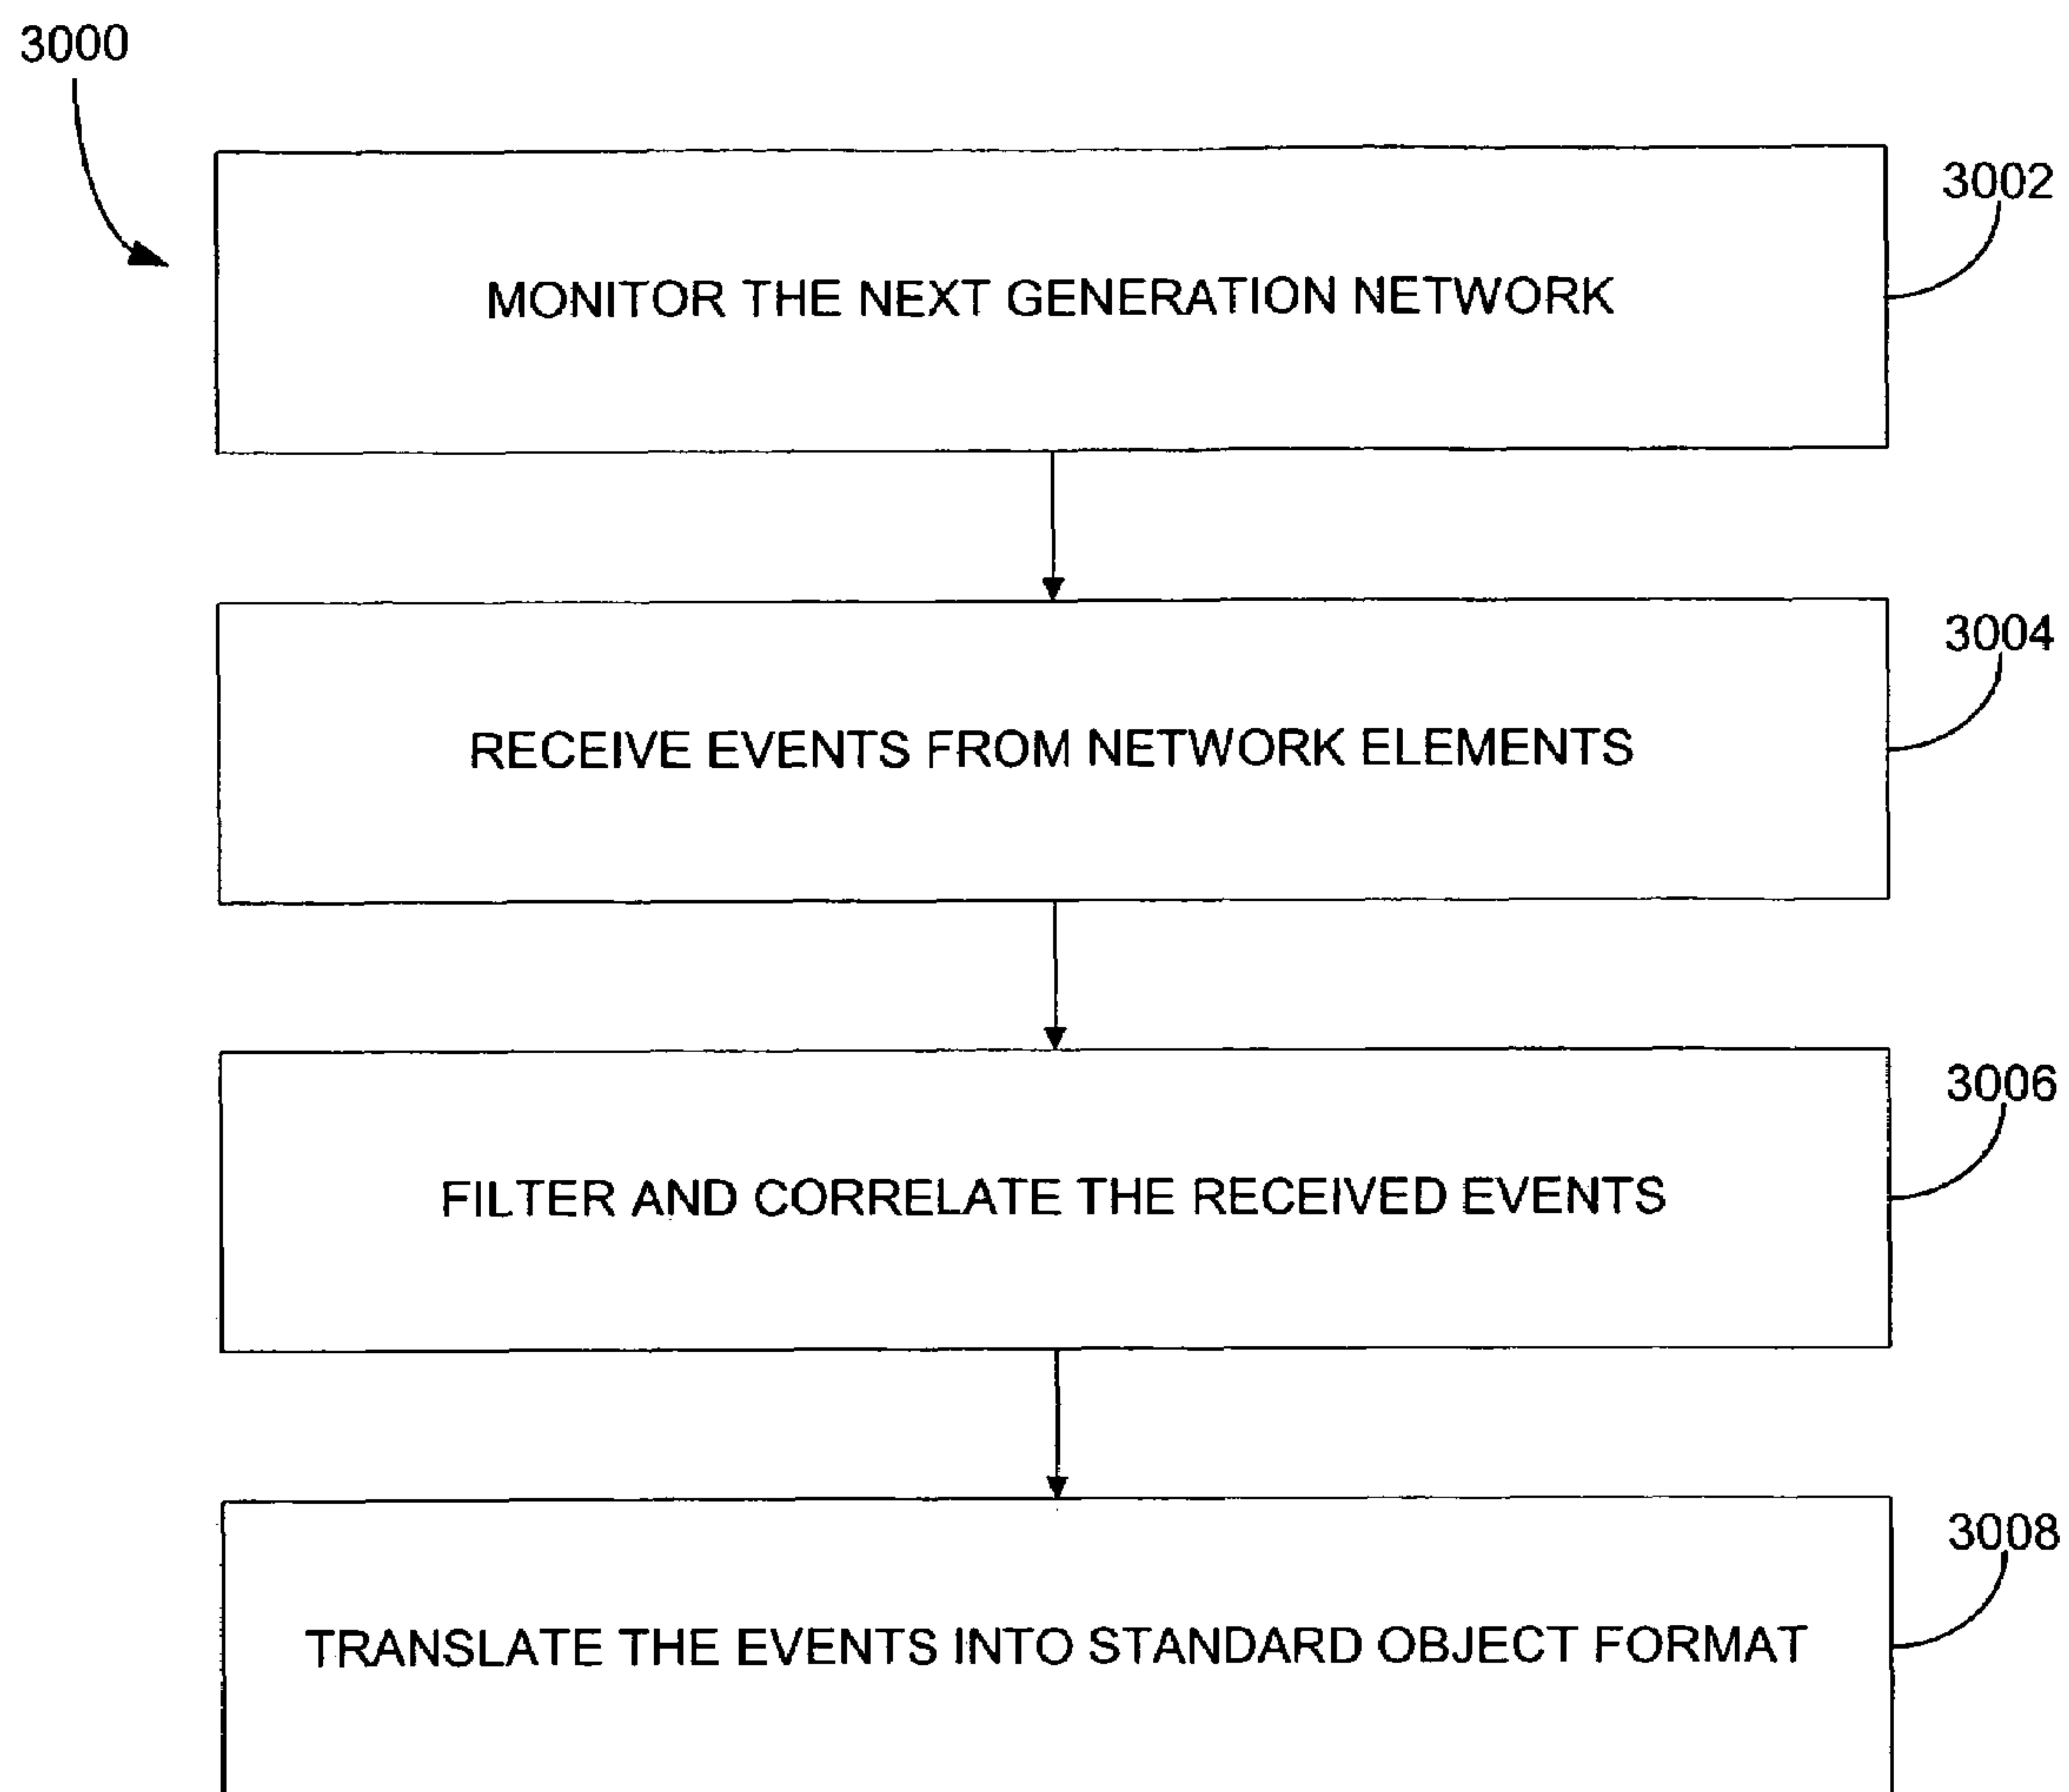 3000
3002
MONITOR THE NEXT GENERATION NETWORK
3004
RECEIVE EVENTS FROM NETWORK ELEMENTS
3006
FILTER AND CORRELATE THE RECEIVED EVENTS
3008
TRANSLATE THE EVENTS INTO STANDARD OBJECT FORMAT